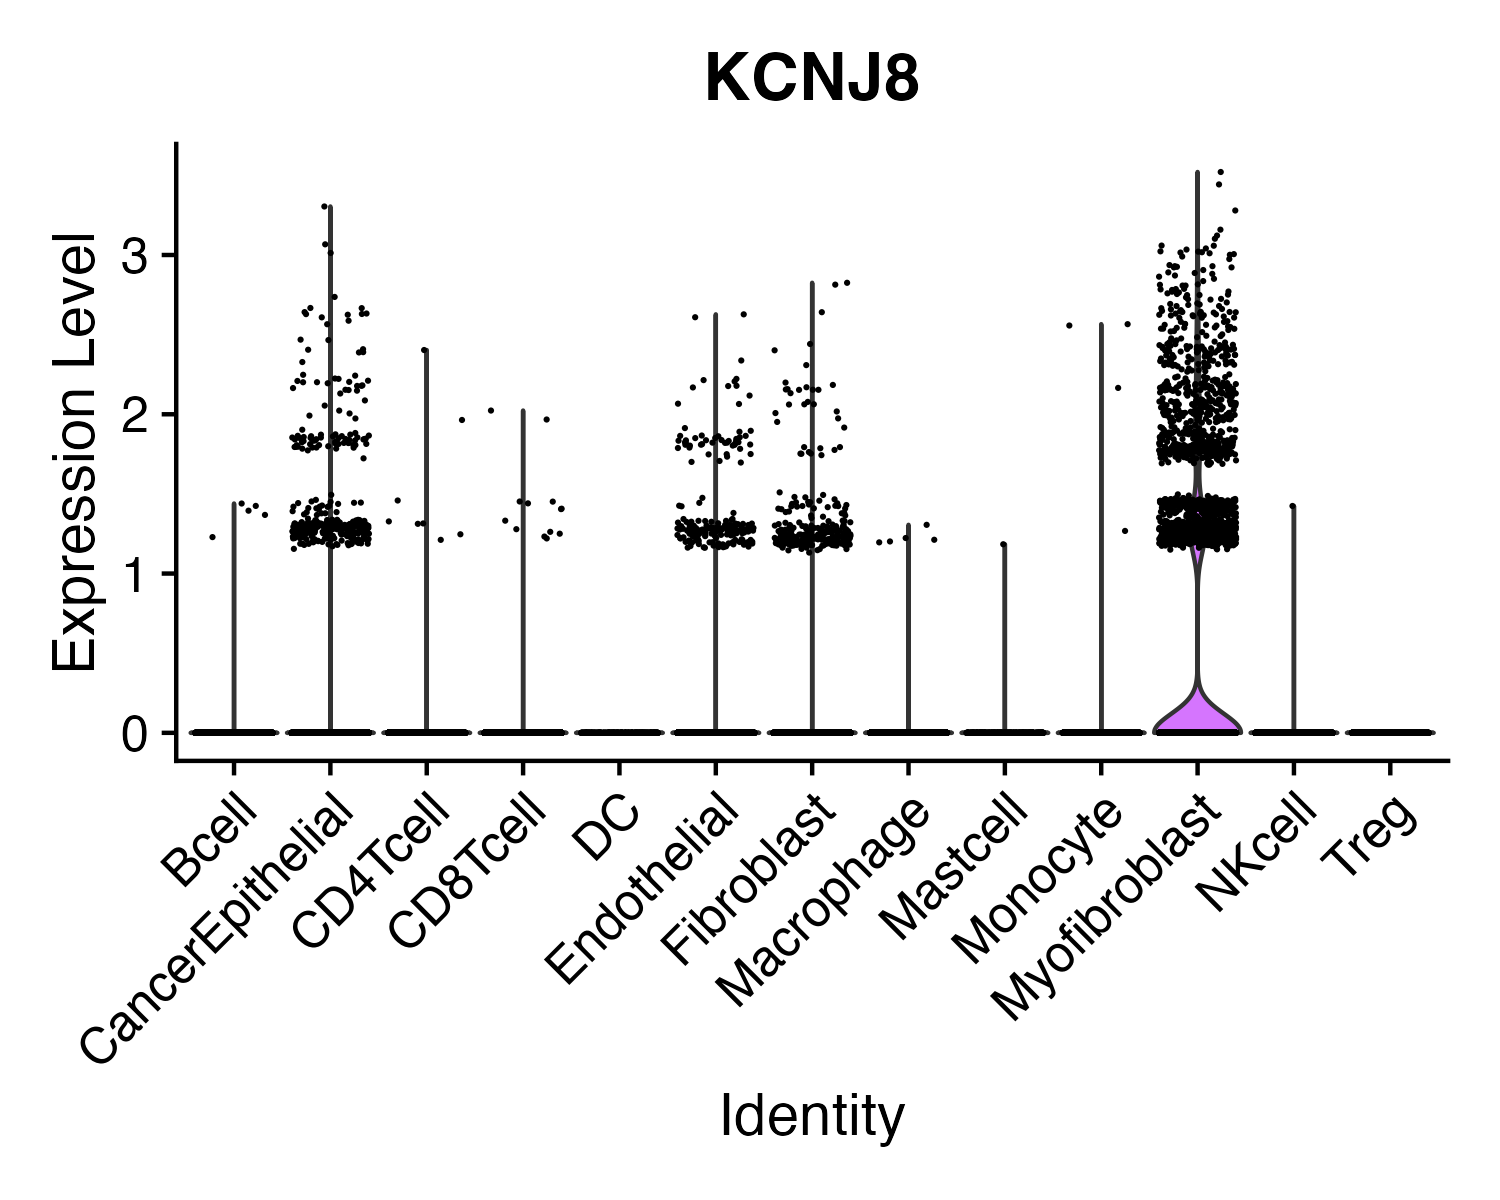 KCNJ8
Expression Level
3
2
1
0
Bcell
CancerEpithelial
CD4Tcell
CD8Tcell
DC
Endothelial
Fibroblast
Macrophage
Mastcell
Monocyte
Myofibroblast
NKcell
Treg
Identity